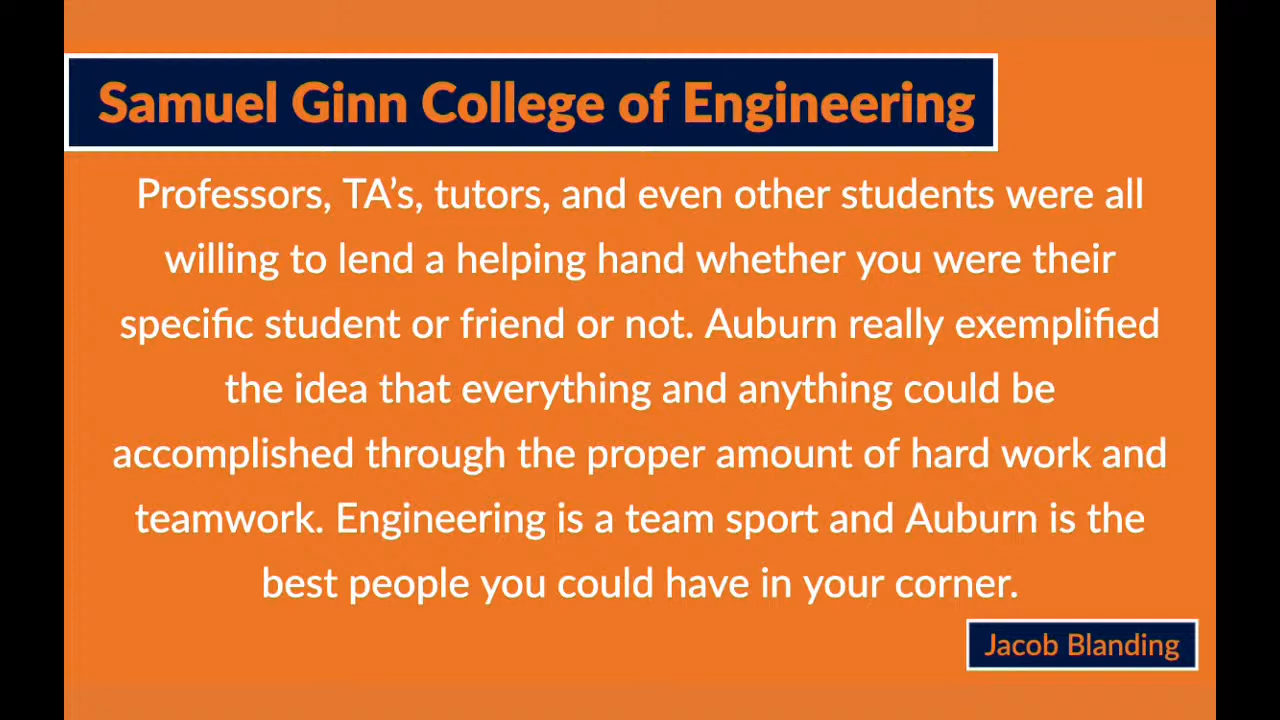 Samuel Ginn College of Engineering
Professors, TA's, tutors, and even other students were all
willing to lend a helping hand whether you were their
specific student or friend or not. Auburn really exemplified
the idea that everything and anything could be
accomplished through the proper amount of hard work and
teamwork. Engineering is a team sport and Auburn is the
best people you could have in your corner.
Jacob Blanding